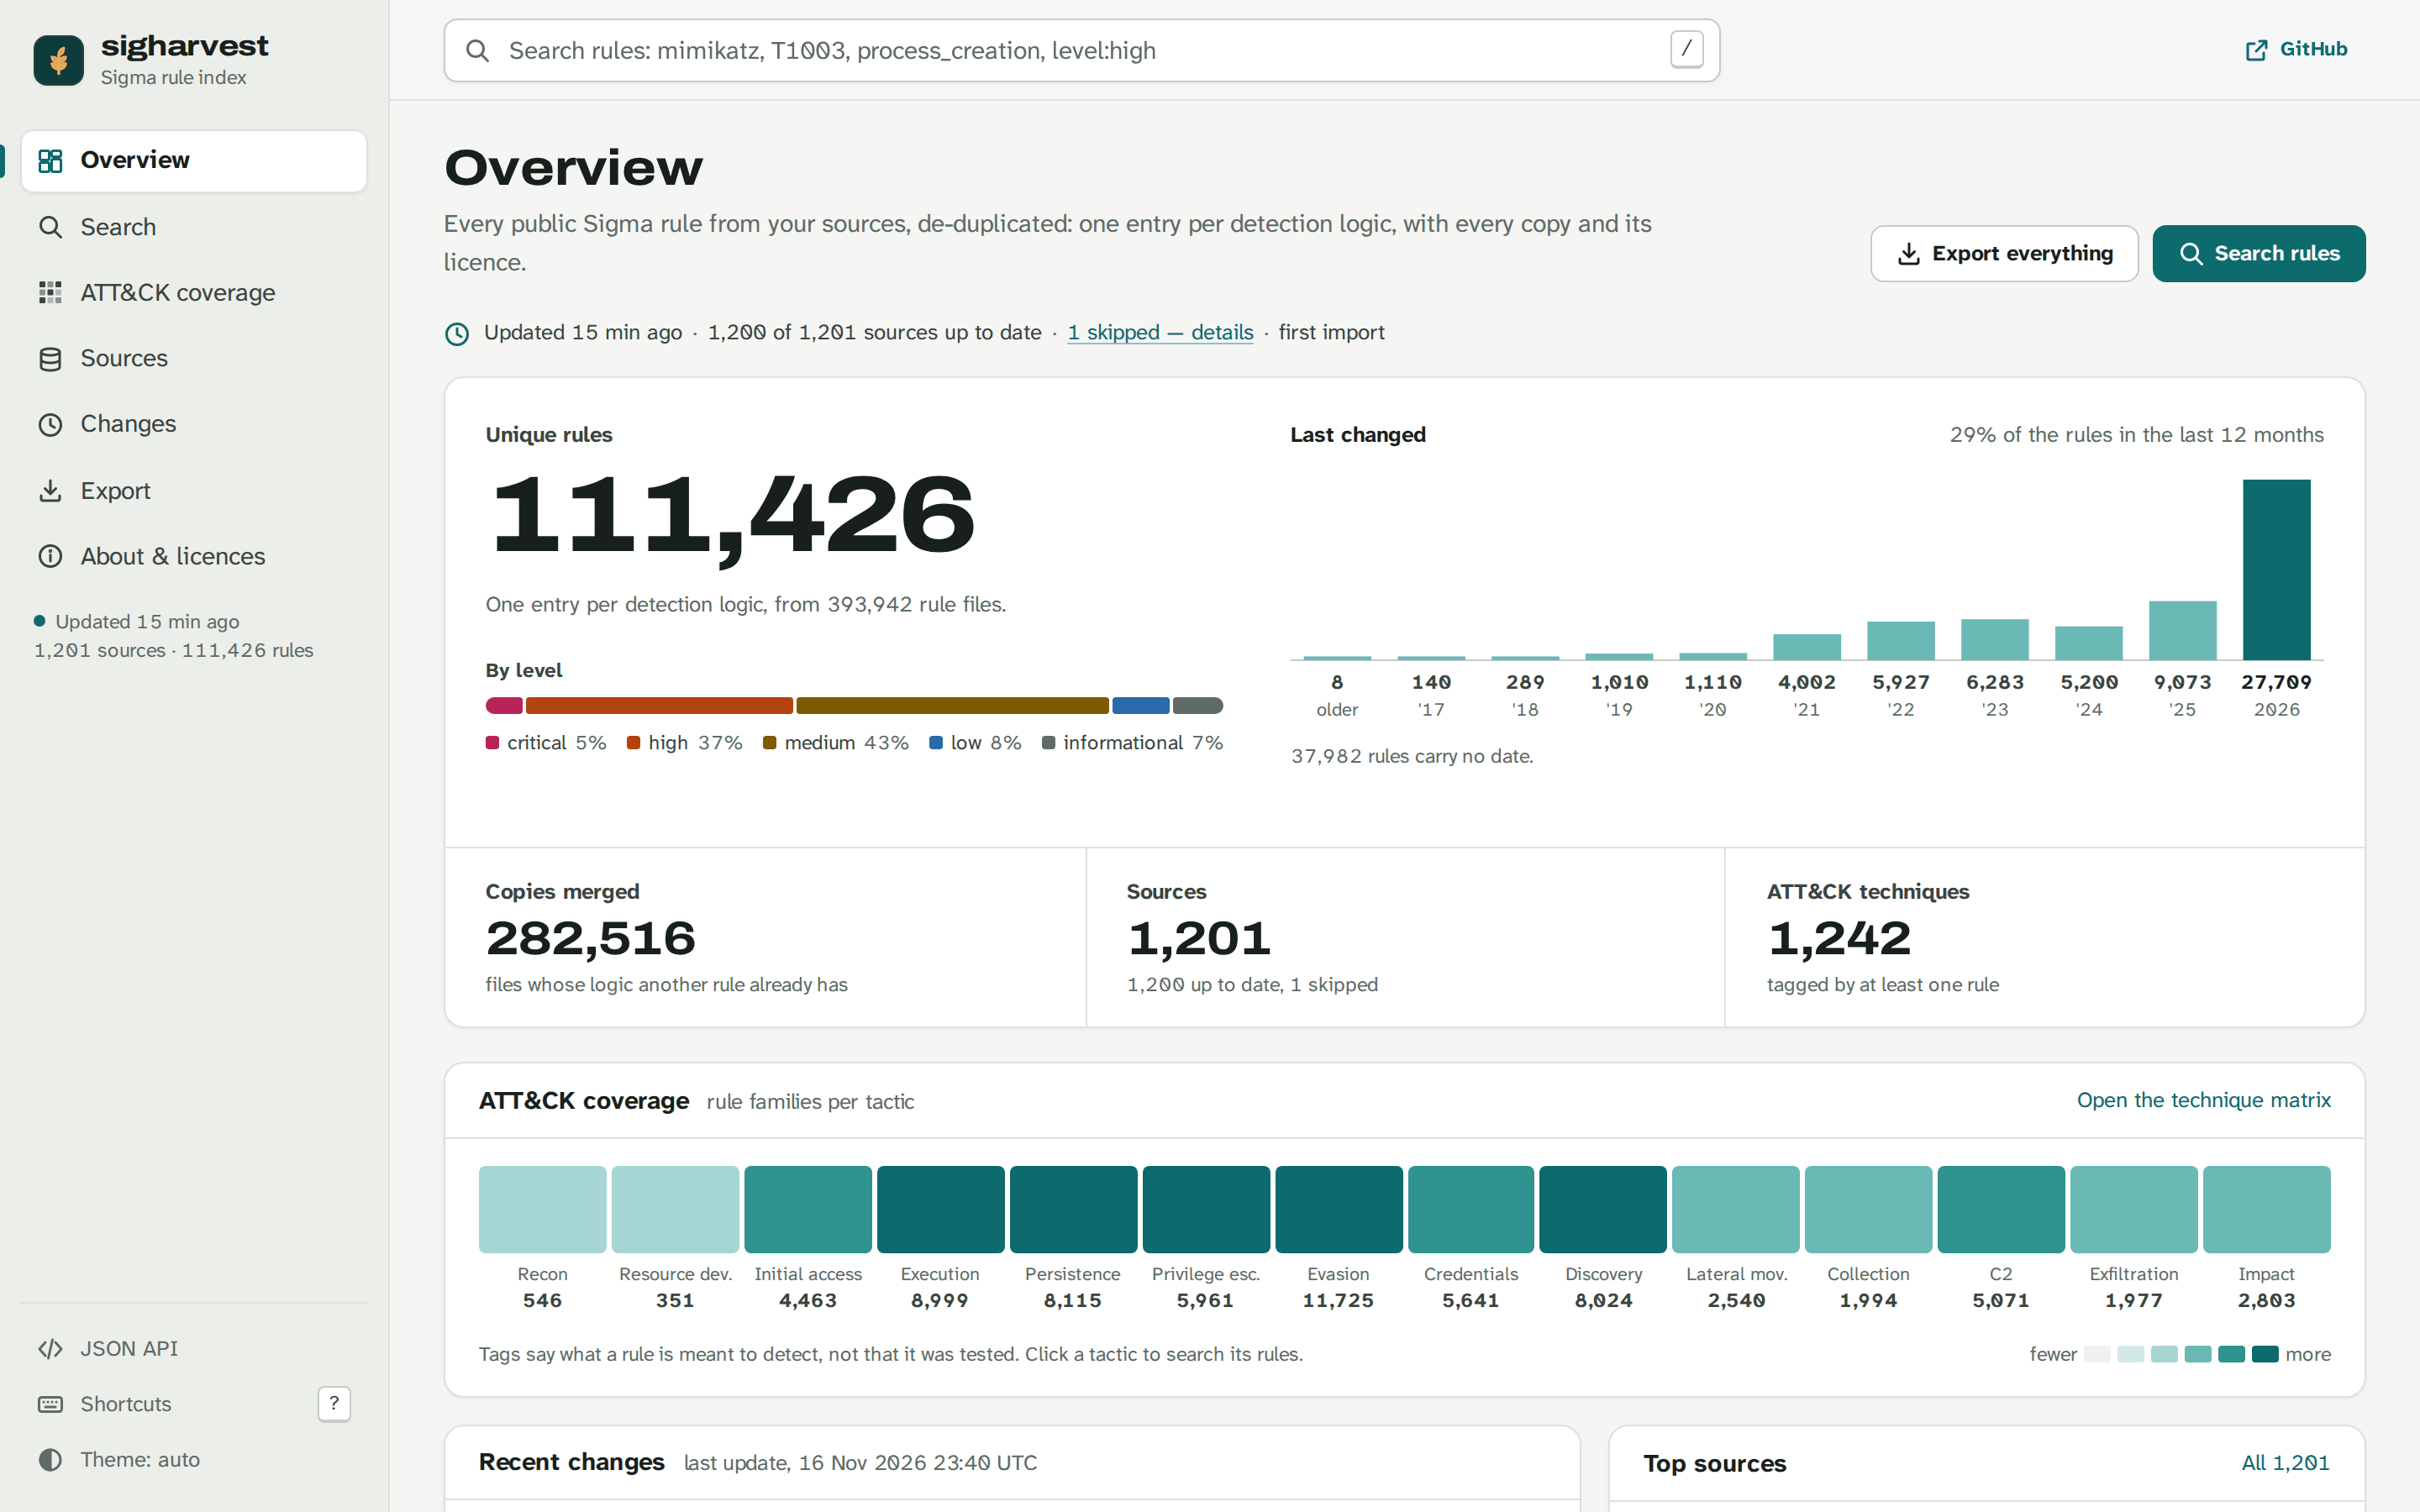 sigharvest
Sigma rule index
Overview
Search
ATT&CK coverage
Sources
Changes
Export
About & licences
Updated 15 min ago
1,201 sources · 111,426 rules
JSON API
Shortcuts ?
Theme: auto
Search rules: mimikatz, T1003, process_creation, level:high /
GitHub
Overview
Every public Sigma rule from your sources, de-duplicated: one entry per detection logic, with every copy and its
licence.
Export everything
Search rules
Updated 15 min ago · 1,200 of 1,201 sources up to date · 1 skipped — details · first import
Unique rules
111,426
One entry per detection logic, from 393,942 rule files.
By level
critical 5% high 37% medium 43% low 8% informational 7%
Last changed 29% of the rules in the last 12 months
8 140 289 1,010 1,110 4,002 5,927 6,283 5,200 9,073 27,709
older '17 '18 '19 '20 '21 '22 '23 '24 '25 2026
37,982 rules carry no date.
Copies merged
282,516
files whose logic another rule already has
Sources
1,201
1,200 up to date, 1 skipped
ATT&CK techniques
1,242
tagged by at least one rule
ATT&CK coverage rule families per tactic Open the technique matrix
Recon Resource dev. Initial access Execution Persistence Privilege esc. Evasion Credentials Discovery Lateral mov. Collection C2 Exfiltration Impact
546 351 4,463 8,999 8,115 5,961 11,725 5,641 8,024 2,540 1,994 5,071 1,977 2,803
Tags say what a rule is meant to detect, not that it was tested. Click a tactic to search its rules. fewer more
Recent changes last update, 16 Nov 2026 23:40 UTC
Top sources All 1,201